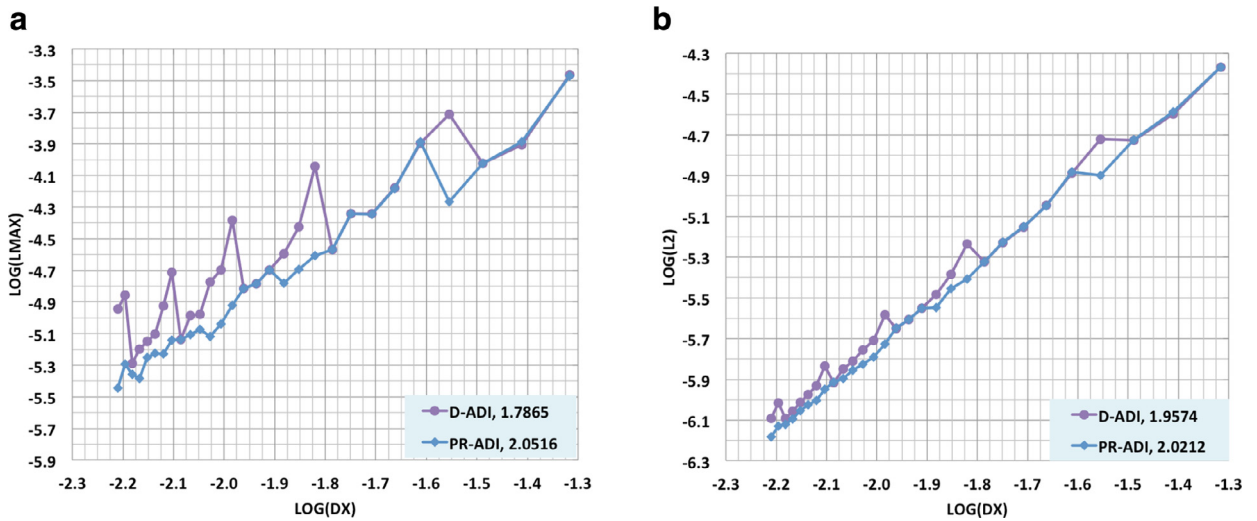 a
-3.3
-3.5
-3.7
-3.9
-4.1
-4.3
-4.5
-4.7
-4.9
-5.1
-5.3
-5.5
-5.7
-5.9
LOG(LMAX)
D-ADI, 1.7865
PR-ADI, 2.0516
-2.3 -2.2 -2.1 -2.0 -1.9 -1.8 -1.7 -1.6 -1.5 -1.4 -1.3
LOG(DX)
b
-4.3
-4.5
-4.7
-4.9
-5.1
-5.3
-5.5
-5.7
-5.9
-6.1
-6.3
LOG(L2)
D-ADI, 1.9574
PR-ADI, 2.0212
-2.3 -2.2 -2.1 -2.0 -1.9 -1.8 -1.7 -1.6 -1.5 -1.4 -1.3
LOG(DX)